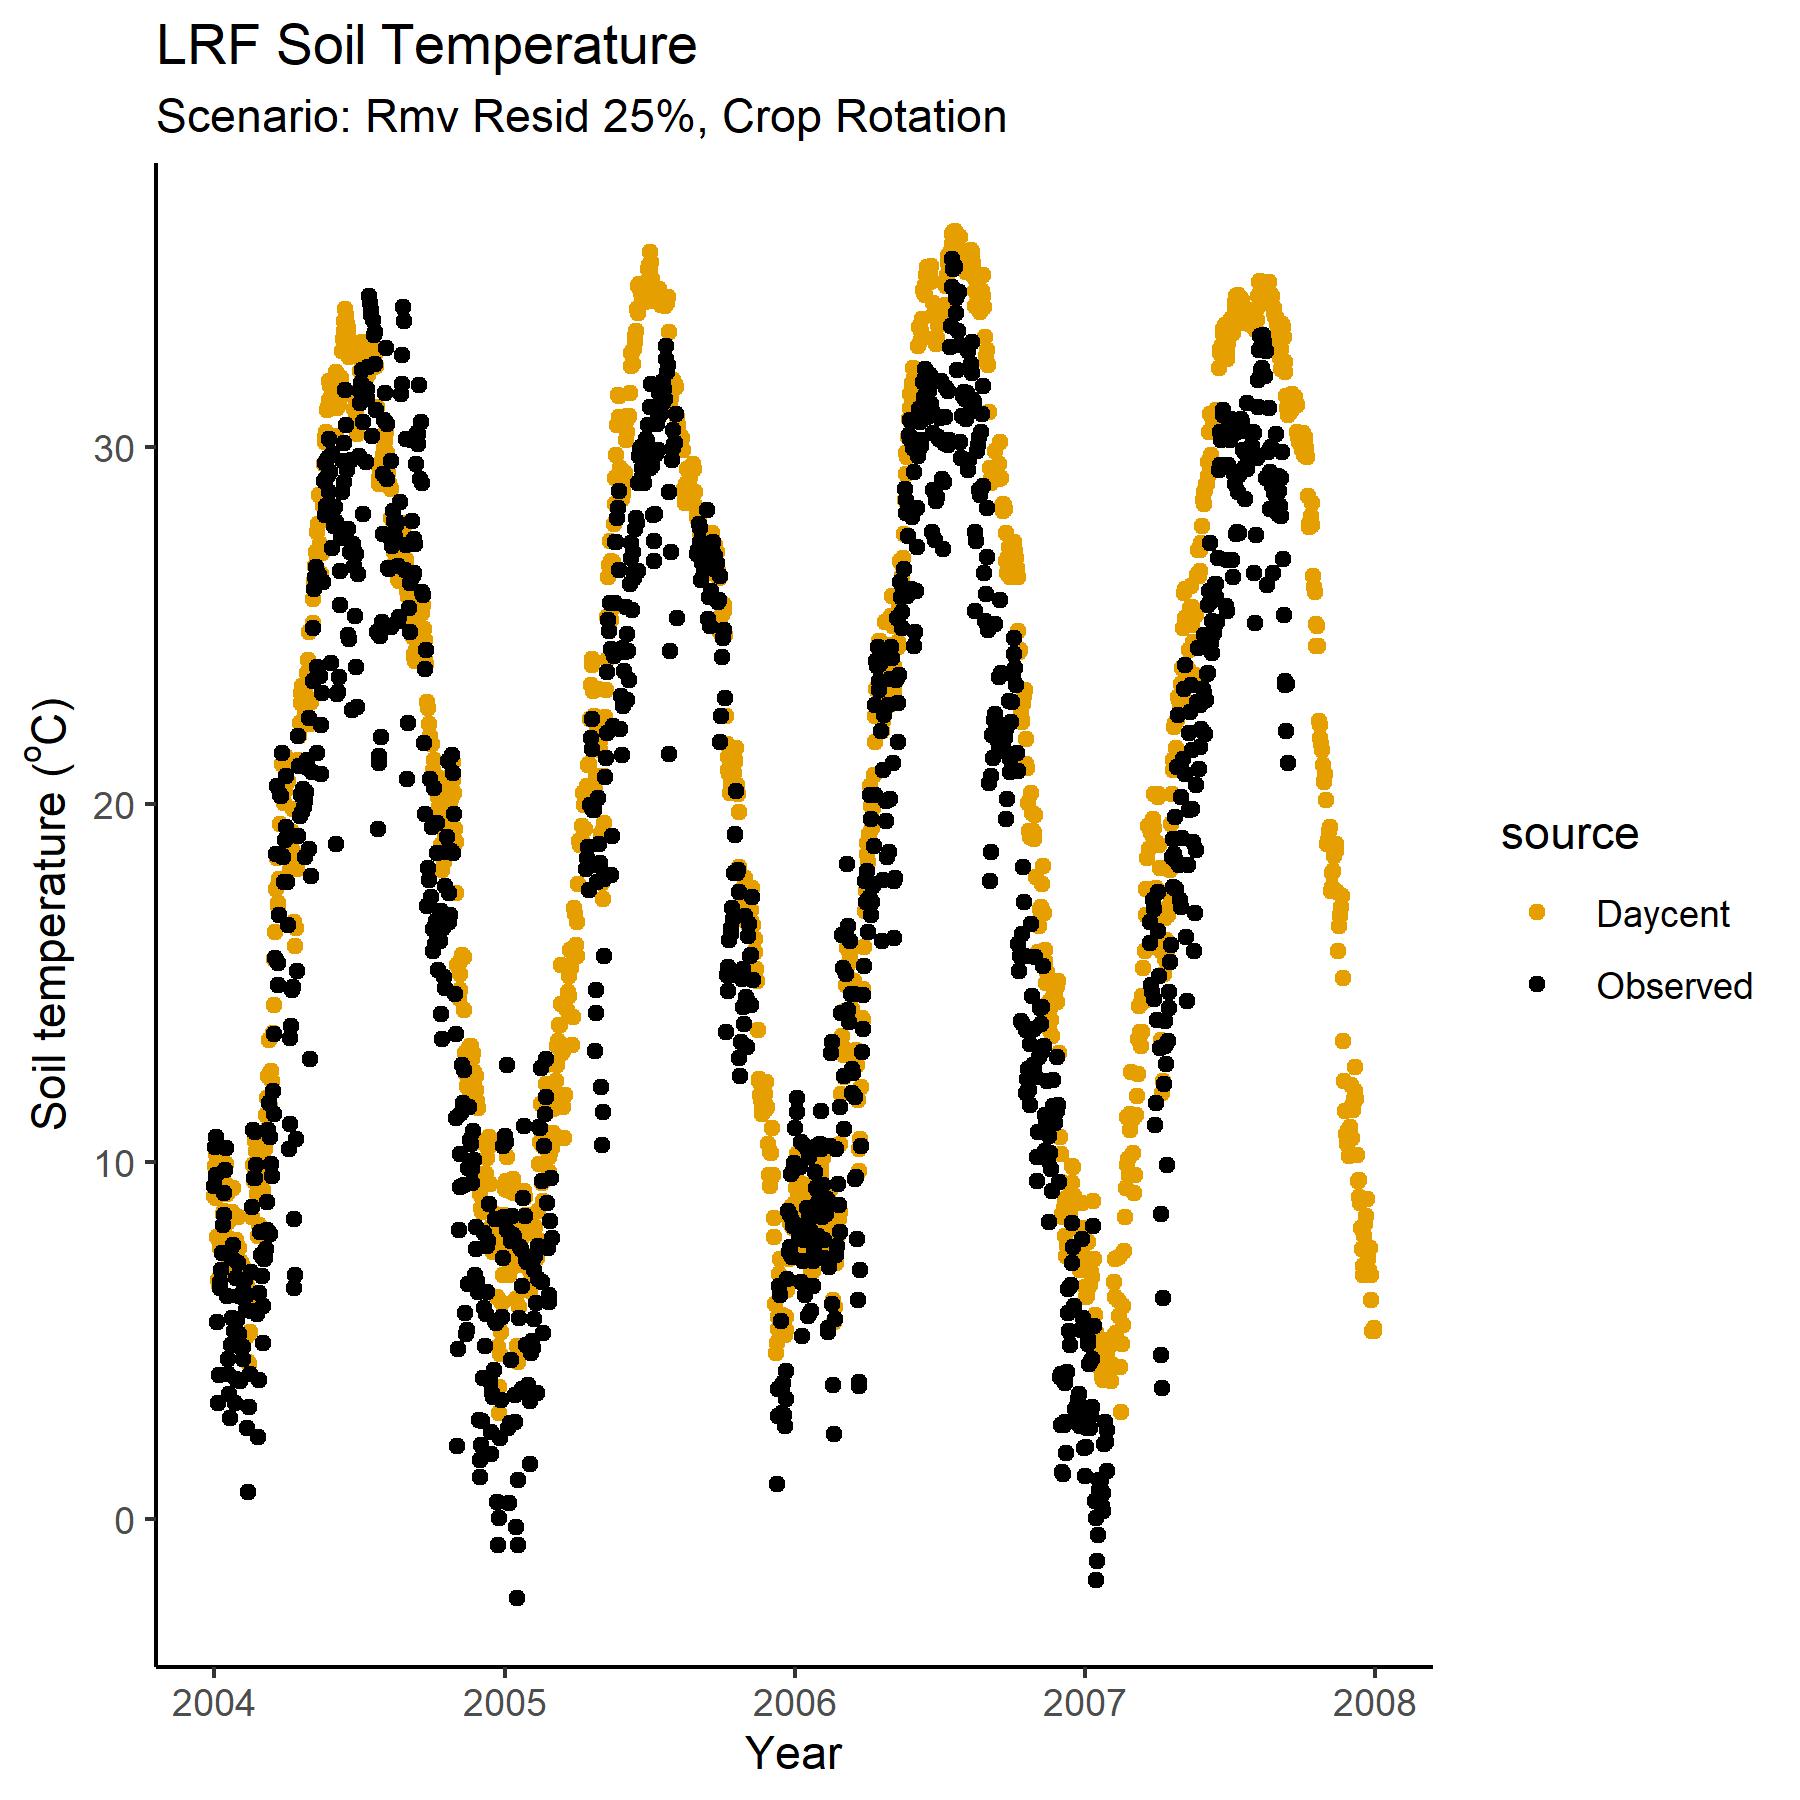 LRF Soil Temperature
Scenario: Rmv Resid 25%, Crop Rotation
Soil temperature (°C)
30
20
10
0
2004 2005 2006 2007 2008
Year
source
Daycent
Observed